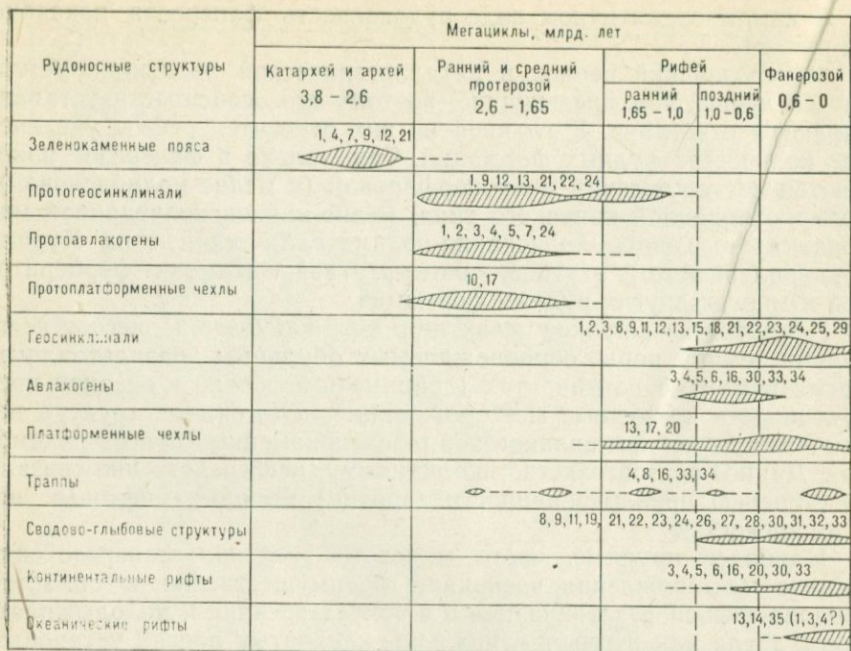 Мегациклы, млрд. лет
Рудоносные структуры
Катархей и архей
3,8 – 2,6
Ранний и средний
протерозой
2,6 – 1,65
Рифей
ранний
1,65 – 1,0
поздний
1,0 – 0,6
Фанерозой
0,6 – 0
Зеленокаменные пояса
1, 4, 7, 9, 12, 21
Протогеосинклинали
1, 9, 12, 13, 21, 22, 24
Протоавлакогены
1, 2, 3, 4, 5, 7, 24
Протоплатформенные чехлы
10, 17
Геосинклинали
1, 2, 3, 8, 9, 11, 12, 13, 15, 18, 21, 22, 23, 24, 25, 29
Авлакогены
3, 4, 5, 6, 16, 30, 33, 34
Платформенные чехлы
13, 17, 20
Траппы
4, 8, 16, 33, 34
Сводово-глыбовые структуры
8, 9, 11, 19, 21, 22, 23, 24, 26, 27, 28, 30, 31, 32, 33
Континентальные рифты
3, 4, 5, 6, 16, 20, 30, 33
Океанические рифты
13, 14, 35 (1, 3, 4?)